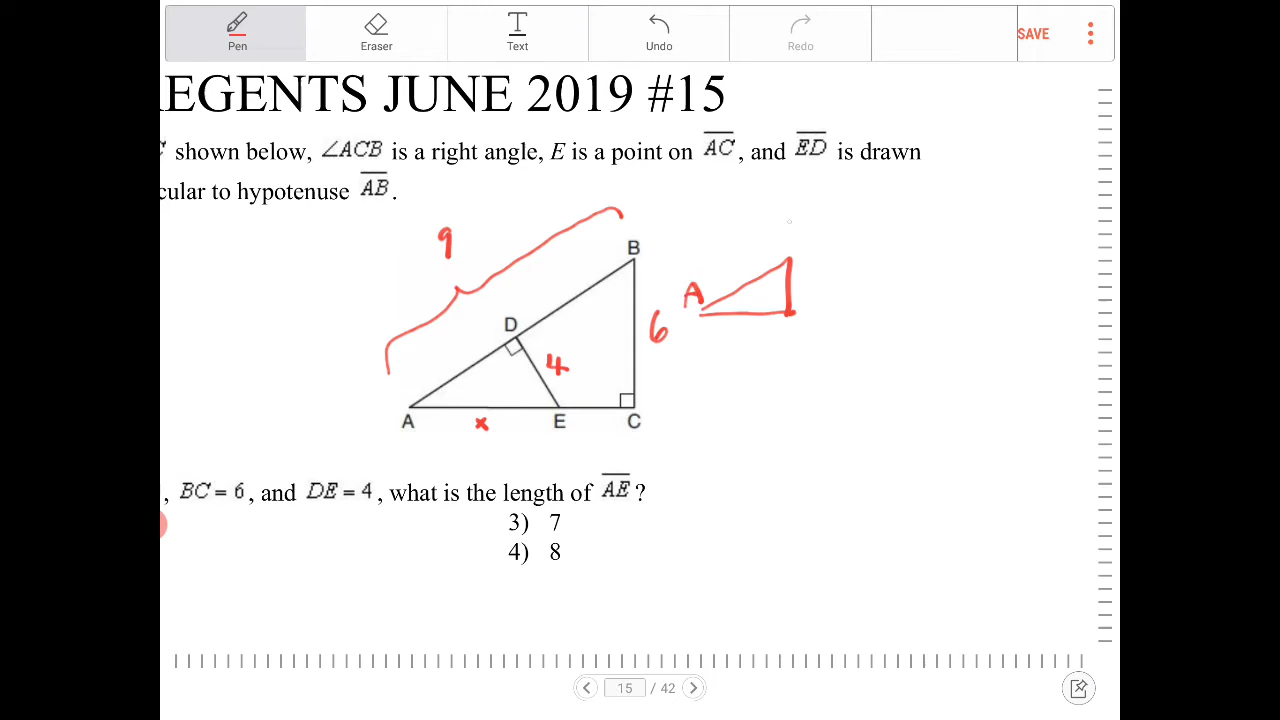 Pen
Eraser
Text
Undo
Redo
SAVE
EGENTS JUNE 2019 #15
shown below, ∠ACB is a right angle, E is a point on AC, and ED is drawn
cular to hypotenuse AB.
9
B
A
D
6
4
A
x
E
C
, BC = 6, and DE = 4, what is the length of AE?
3) 7
4) 8
15 / 42